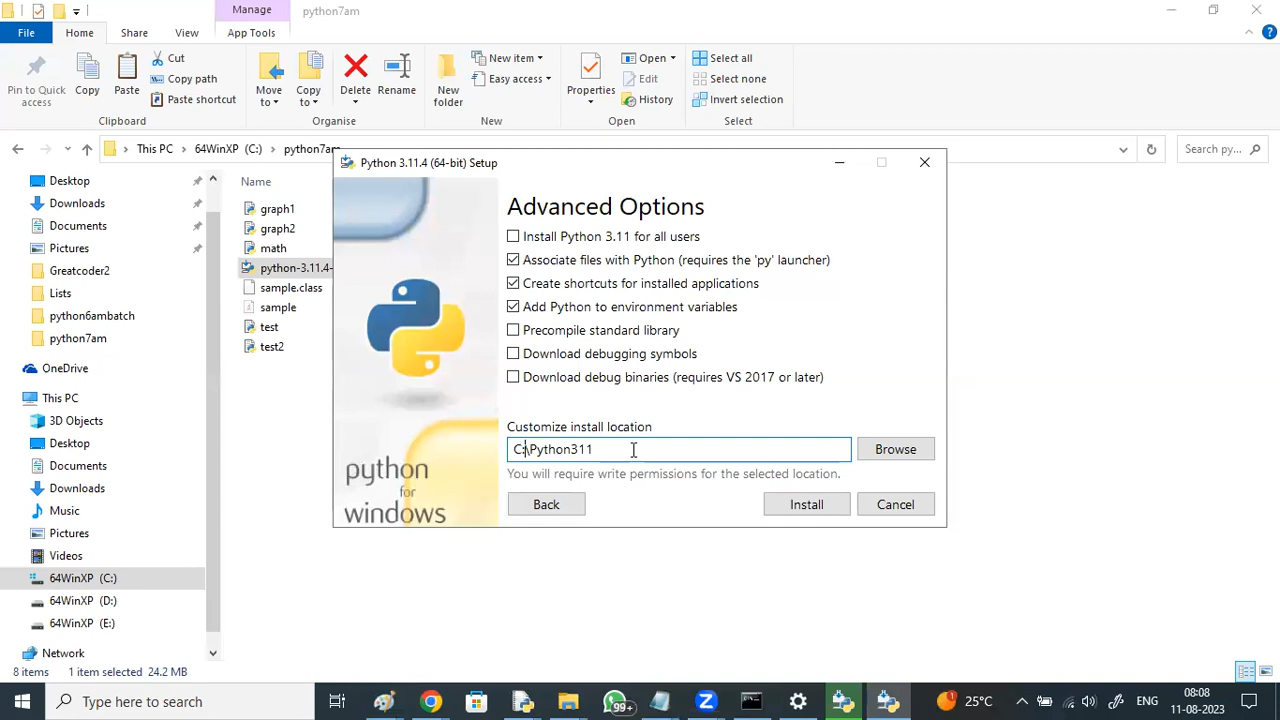 Manage
python7am
File
Home
Share
View
App Tools
Pin to Quick access
Copy
Paste
Cut
Copy path
Paste shortcut
Clipboard
Move to
Copy to
Delete
Rename
Organise
New folder
New item
Easy access
New
Properties
Open
Edit
History
Open
Select all
Select none
Invert selection
Select
This PC
64WinXP (C:)
python7am
Search py...
Desktop
Downloads
Documents
Pictures
Greatcoder2
Lists
python6ambatch
python7am
OneDrive
This PC
3D Objects
Desktop
Documents
Downloads
Music
Pictures
Videos
64WinXP (C:)
64WinXP (D:)
64WinXP (E:)
Network
Name
graph1
graph2
math
python-3.11.4-
sample.class
sample
test
test2
Python 3.11.4 (64-bit) Setup
Advanced Options
Install Python 3.11 for all users
Associate files with Python (requires the 'py' launcher)
Create shortcuts for installed applications
Add Python to environment variables
Precompile standard library
Download debugging symbols
Download debug binaries (requires VS 2017 or later)
Customize install location
C:\Python311
Browse
You will require write permissions for the selected location.
Back
Install
Cancel
python
for
windows
8 items
1 item selected 24.2 MB
Type here to search
99+
1
25°C
ENG
08:08
11-08-2023